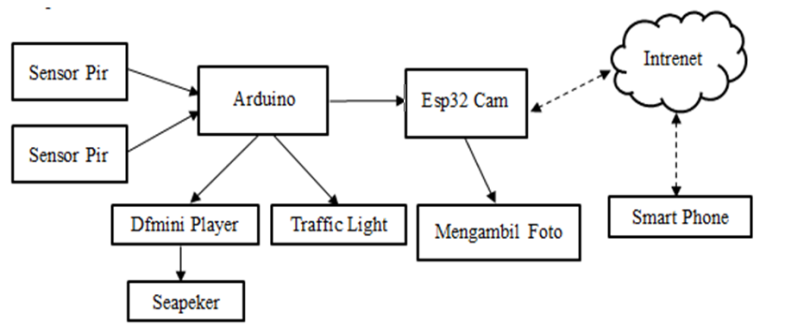 Sensor Pir
Arduino
Esp32 Cam
Intrenet
Sensor Pir
Dfmini Player
Traffic Light
Mengambil Foto
Smart Phone
Seapeker